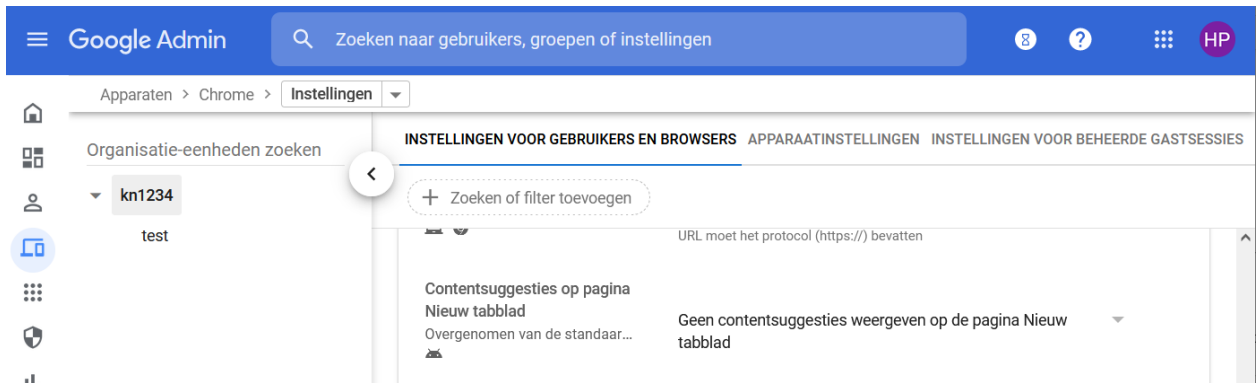 Google Admin
Zoeken naar gebruikers, groepen of instellingen
HP
Apparaten > Chrome > Instellingen
Organisatie-eenheden zoeken
kn1234
test
INSTELLINGEN VOOR GEBRUIKERS EN BROWSERS APPARAATINSTELLINGEN INSTELLINGEN VOOR BEHEERDE GASTSESSIES
Zoeken of filter toevoegen
URL moet het protocol (https://) bevatten
Contentsuggesties op pagina
Nieuw tabblad
Overgenomen van de standaar...
Geen contentsuggesties weergeven op de pagina Nieuw
tabblad